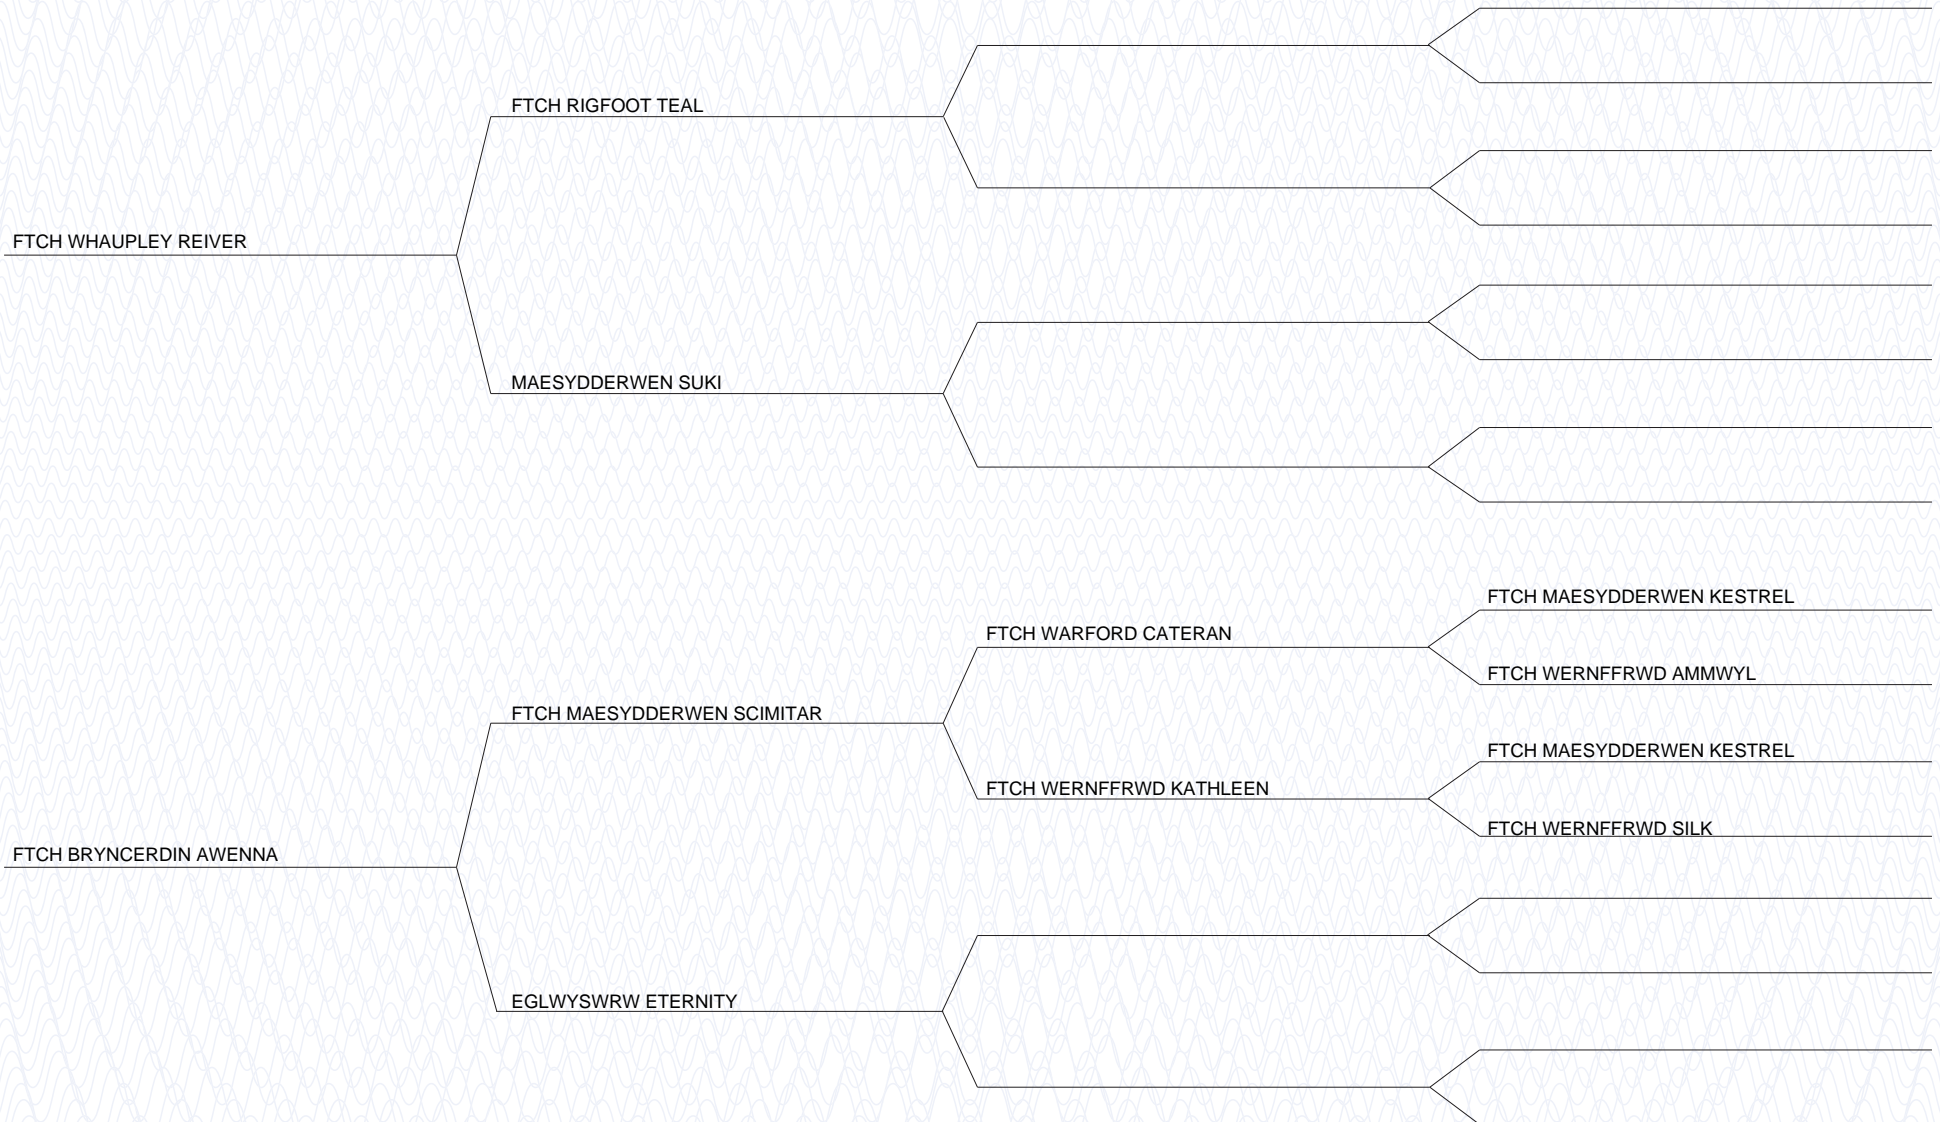 FTCH RIGFOOT TEAL
FTCH WHAUPLEY REIVER
MAESYDDERWEN SUKI
FTCH MAESYDDERWEN KESTREL
FTCH WARFORD CATERAN
FTCH WERNFFRWD AMMWYL
FTCH MAESYDDERWEN SCIMITAR
FTCH MAESYDDERWEN KESTREL
FTCH WERNFFRWD KATHLEEN
FTCH WERNFFRWD SILK
FTCH BRYNCERDIN AWENNA
EGLWYSWRW ETERNITY